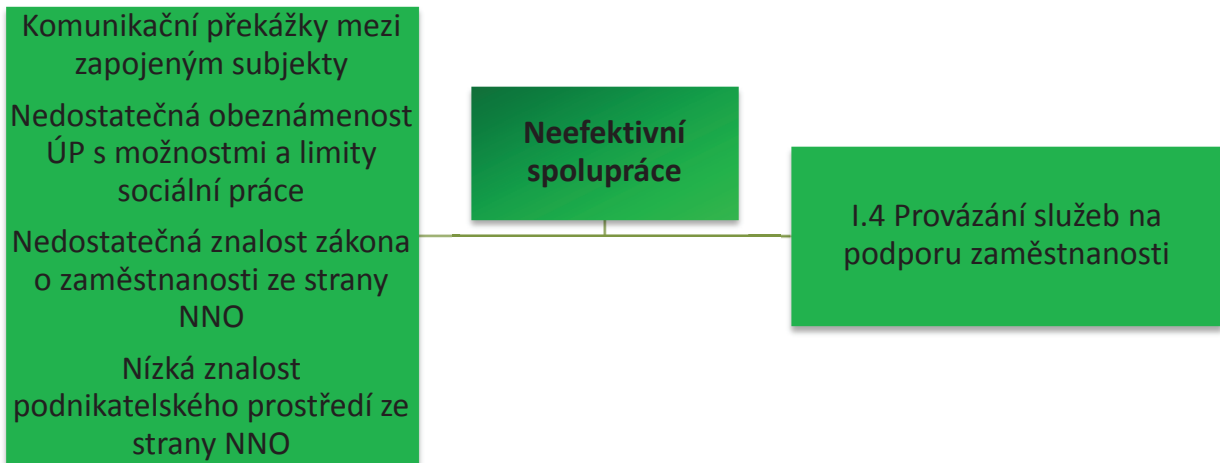 Komunikační překážky mezi
zapojeným subjekty
Nedostatečná obeznámenost
ÚP s možnostmi a limity
sociální práce
Nedostatečná znalost zákona
o zaměstnanosti ze strany
NNO
Nízká znalost
podnikatelského prostředí ze
strany NNO
Neefektivní
spolupráce
I.4 Provázání služeb na
podporu zaměstnanosti